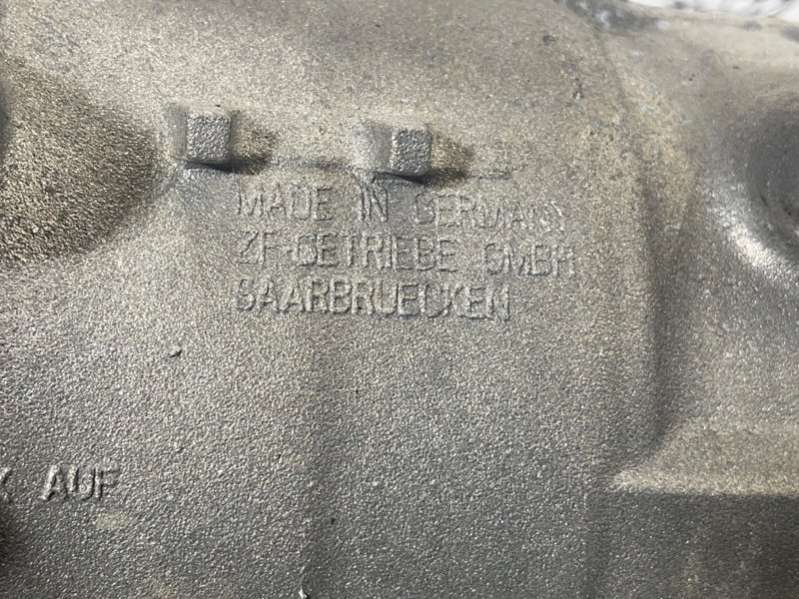 MADE IN GERMANY
ZF-GETRIEBE GMBH
SAARBRUECKEN
AUF